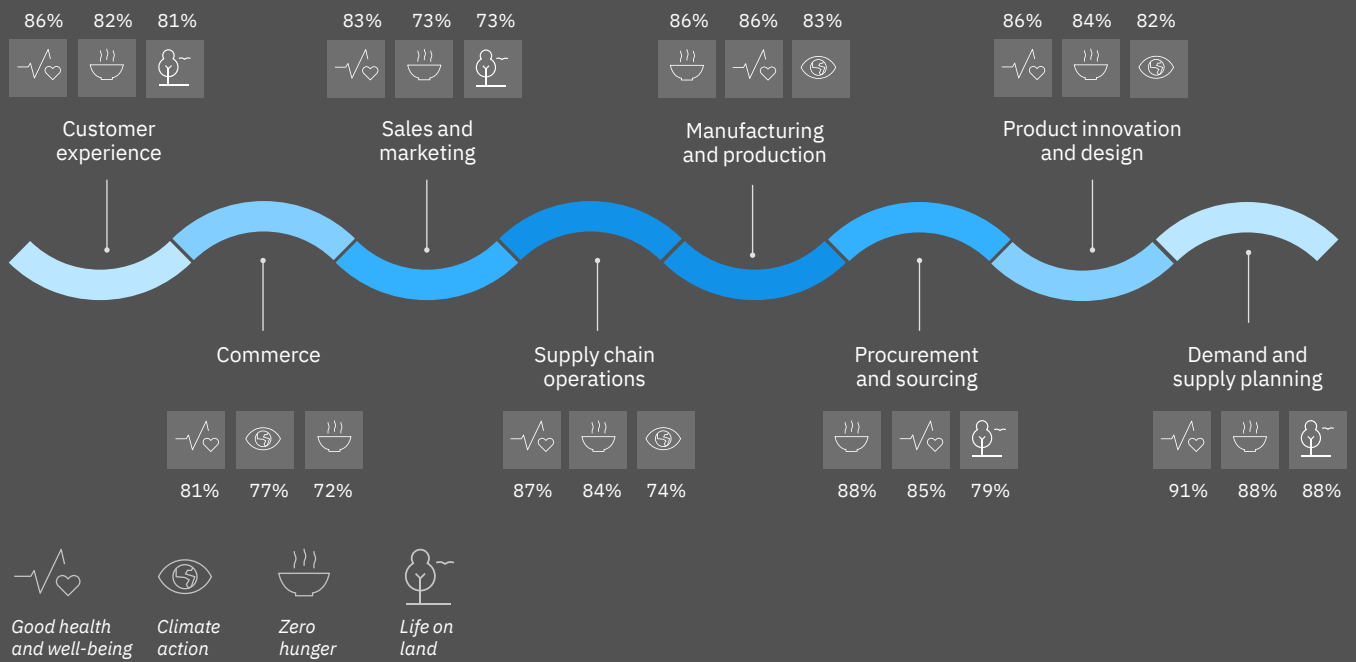 86% 82% 81%
83% 73% 73%
86% 86% 83%
86% 84% 82%
Customer
experience
Sales and
marketing
Manufacturing
and production
Product innovation
and design
Commerce
Supply chain
operations
Procurement
and sourcing
Demand and
supply planning
81% 77% 72%
87% 84% 74%
88% 85% 79%
91% 88% 88%
Good health
and well-being
Climate
action
Zero
hunger
Life on
land